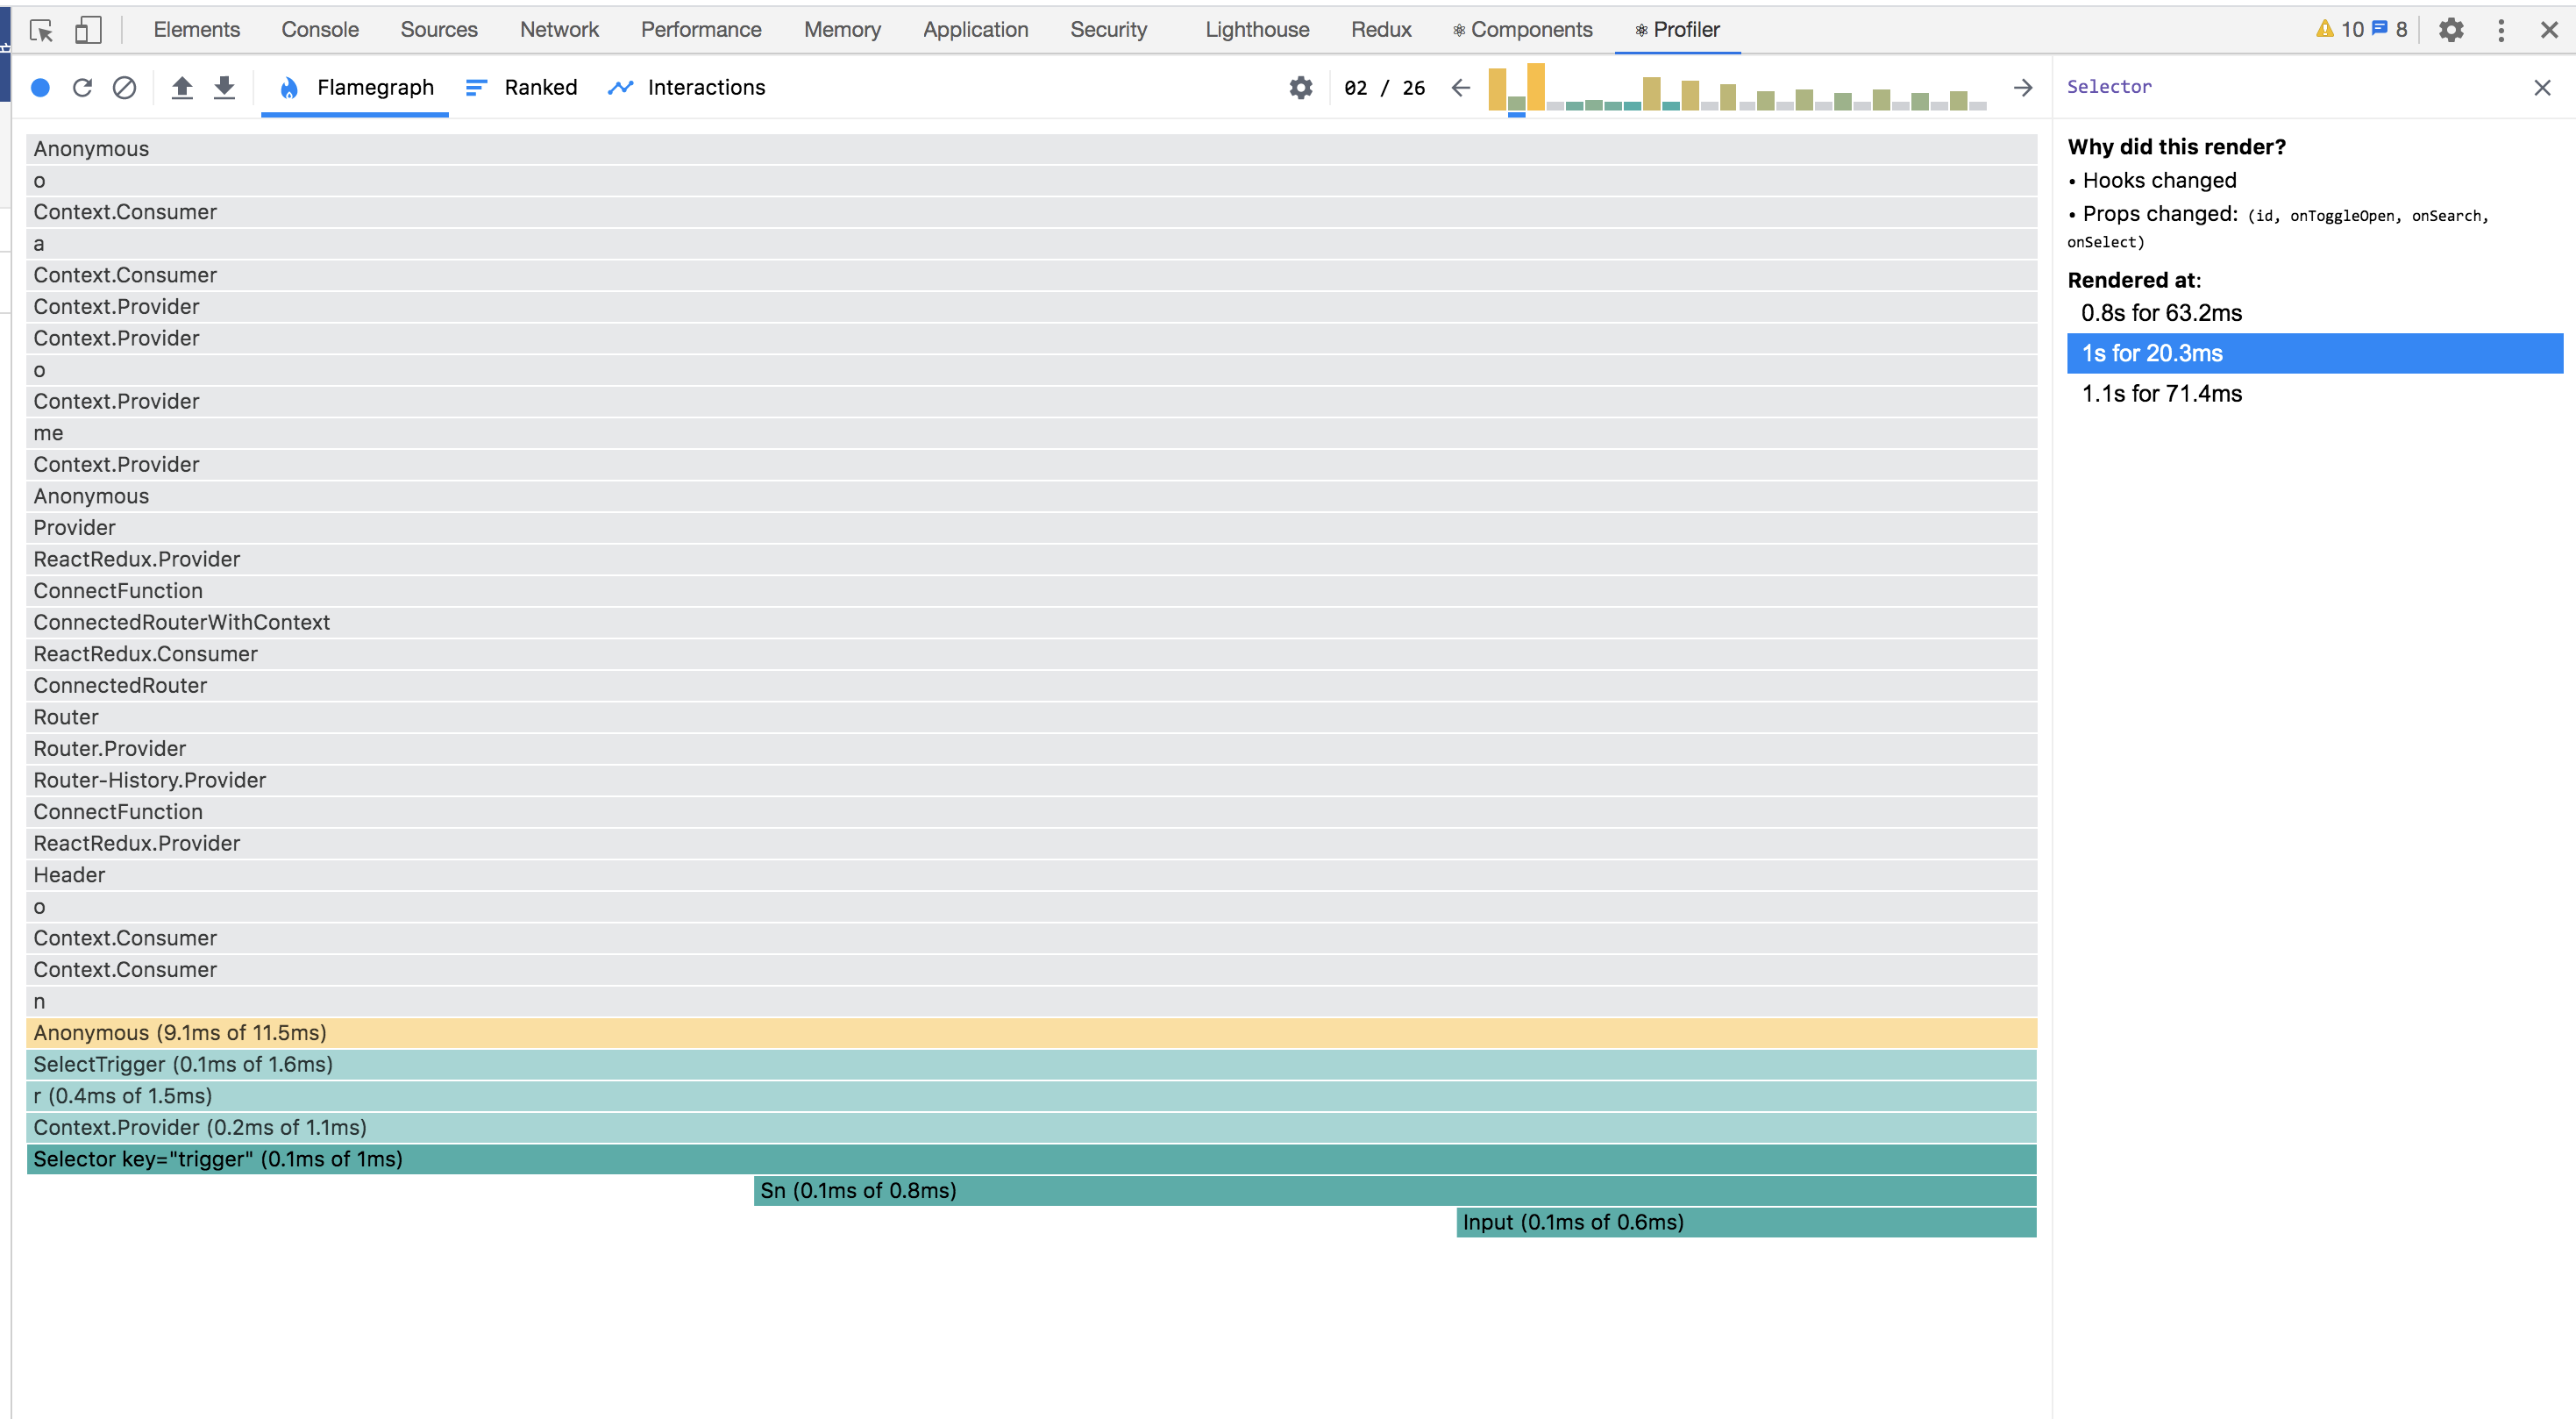 Elements Console Sources Network Performance Memory Application Security Lighthouse Redux Components Profiler 10 8
Flamegraph Ranked Interactions 02 / 26 Selector
Anonymous
o
Context.Consumer
a
Context.Consumer
Context.Provider
Context.Provider
o
Context.Provider
me
Context.Provider
Anonymous
Provider
ReactRedux.Provider
ConnectFunction
ConnectedRouterWithContext
ReactRedux.Consumer
ConnectedRouter
Router
Router.Provider
Router-History.Provider
ConnectFunction
ReactRedux.Provider
Header
o
Context.Consumer
Context.Consumer
n
Anonymous (9.1ms of 11.5ms)
SelectTrigger (0.1ms of 1.6ms)
r (0.4ms of 1.5ms)
Context.Provider (0.2ms of 1.1ms)
Selector key="trigger" (0.1ms of 1ms)
Sn (0.1ms of 0.8ms)
Input (0.1ms of 0.6ms)
Why did this render?
• Hooks changed
• Props changed: (id, onToggleOpen, onSearch,
onSelect)
Rendered at:
0.8s for 63.2ms
1s for 20.3ms
1.1s for 71.4ms